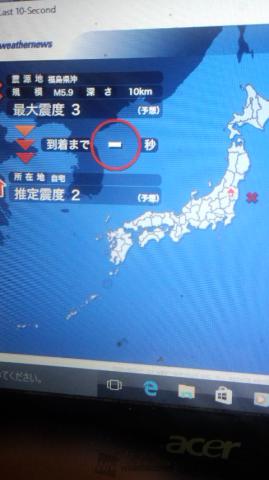 Last 10-Second
weathernews
震源地 福島県沖
規模 M5.9 深さ 10km
最大震度 3 (予想)
到着まで - 秒
所在地 自宅
推定震度 2 (予想)
てください。
acer